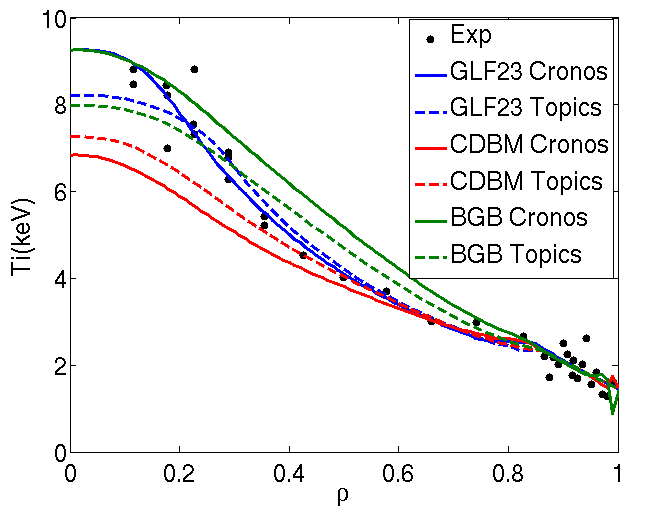 10
8
6
4
2
0
Ti(keV)
Exp
GLF23 Cronos
GLF23 Topics
CDBM Cronos
CDBM Topics
BGB Cronos
BGB Topics
0
0.2
0.4
0.6
0.8
1
ρ